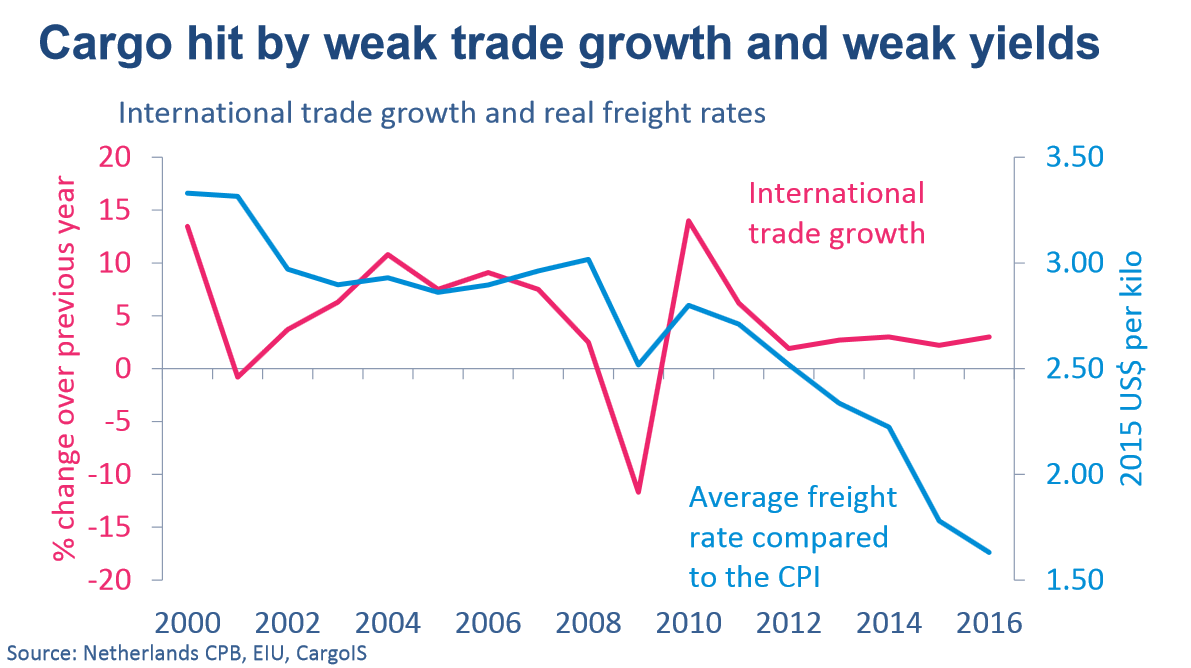 Cargo hit by weak trade growth and weak yields
International trade growth and real freight rates
20
15
10
5
0
-5
-10
-15
-20
% change over previous year
3.50
3.00
2.50
2.00
1.50
2015 US$ per kilo
International
trade growth
Average freight
rate compared
to the CPI
2000 2002 2004 2006 2008 2010 2012 2014 2016
Source: Netherlands CPB, EIU, CargoIS